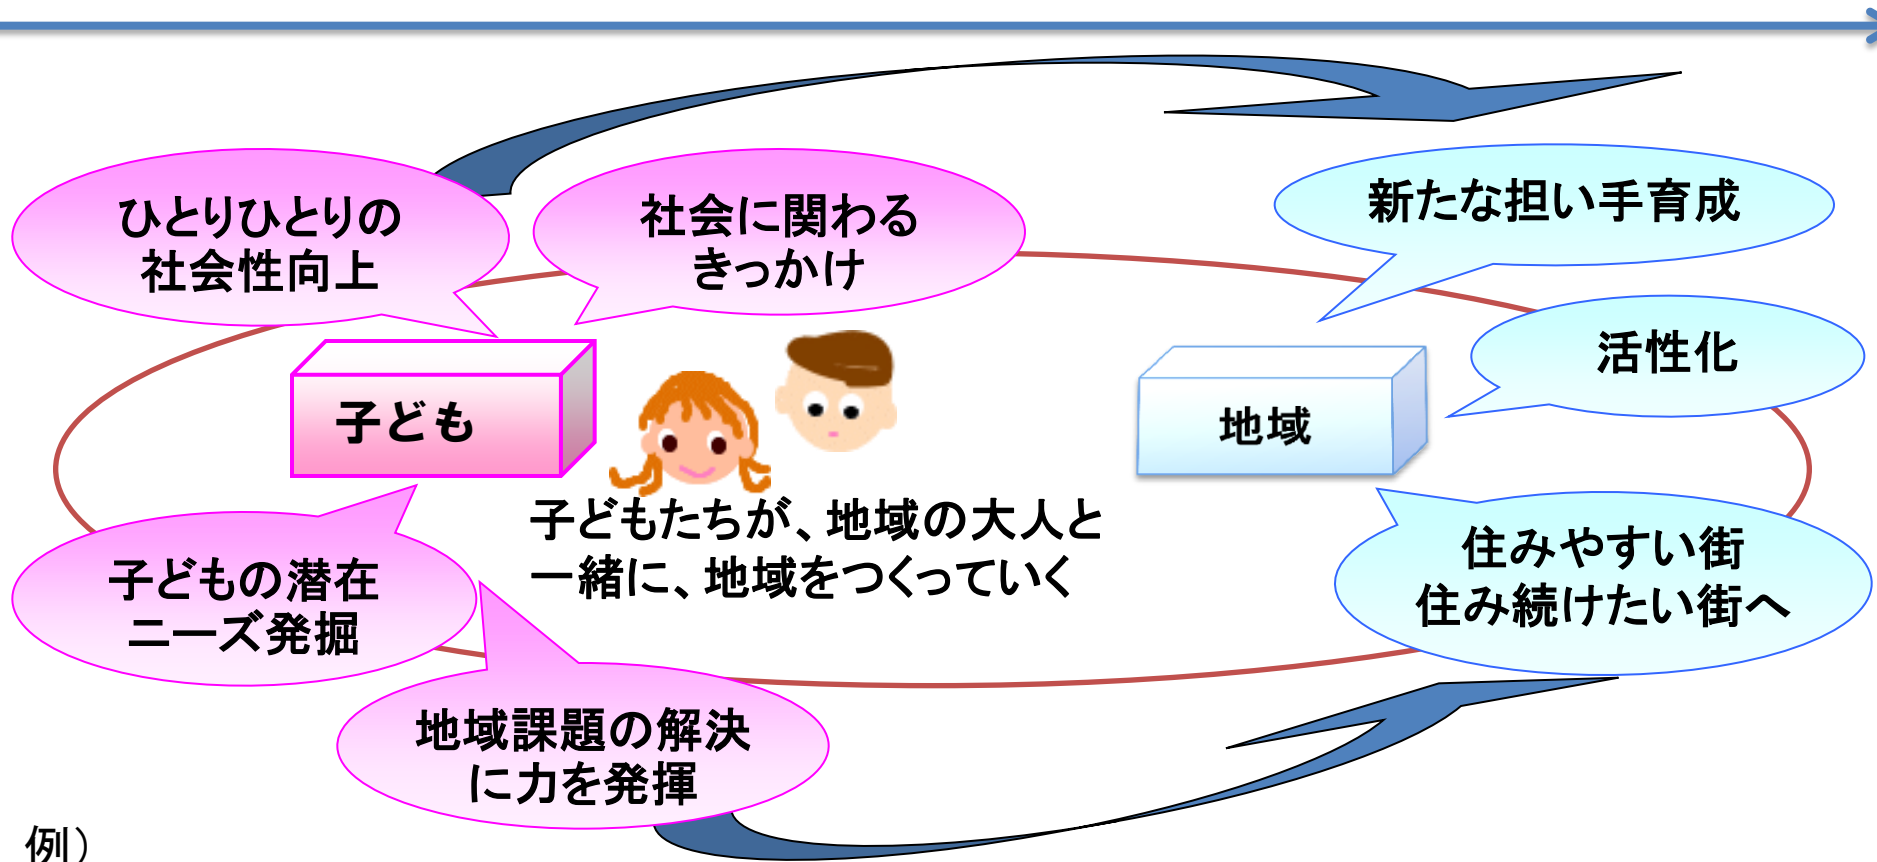 ひとりひとりの
社会性向上
社会に関わる
きっかけ
新たな担い手育成
活性化
子ども
地域
子どもたちが、地域の大人と
一緒に、地域をつくっていく
住みやすい街
住み続けたい街へ
子どもの潜在
ニーズ発掘
地域課題の解決
に力を発揮
例）